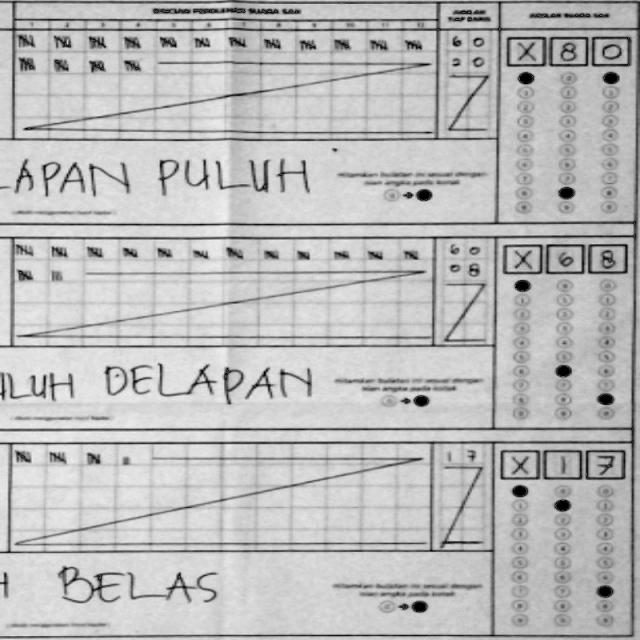 RINCIAN PEROLEHAN SUARA SAH
JUMLAH TIAP BARIS
JUMLAH SUARA SAH
1 2 3 4 5 6 7 8 9 10 11 12
60
20
X 8 0
LAPAN PULUH
Hitamkan bulatan ini sesuai dengan
isian angka pada kotak
60
08
X 6 8
ULUH DELAPAN
Hitamkan bulatan ini sesuai dengan
isian angka pada kotak
17
X 1 7
H BELAS
Hitamkan bulatan ini sesuai dengan
isian angka pada kotak